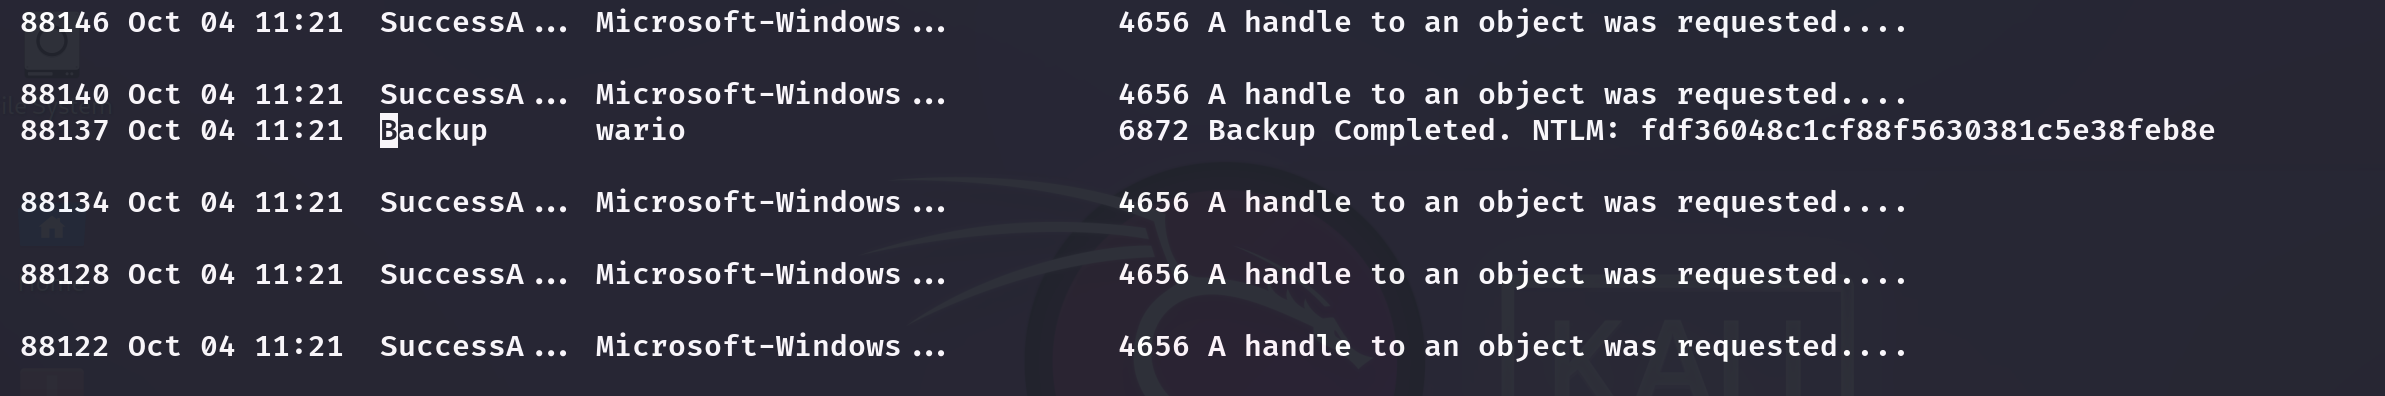 88146 Oct 04 11:21 SuccessA... Microsoft-Windows... 4656 A handle to an object was requested....
88140 Oct 04 11:21 SuccessA... Microsoft-Windows... 4656 A handle to an object was requested....
88137 Oct 04 11:21 Backup wario 6872 Backup Completed. NTLM: fdf36048c1cf88f5630381c5e38feb8e
88134 Oct 04 11:21 SuccessA... Microsoft-Windows... 4656 A handle to an object was requested....
88128 Oct 04 11:21 SuccessA... Microsoft-Windows... 4656 A handle to an object was requested....
88122 Oct 04 11:21 SuccessA... Microsoft-Windows... 4656 A handle to an object was requested....
KALI